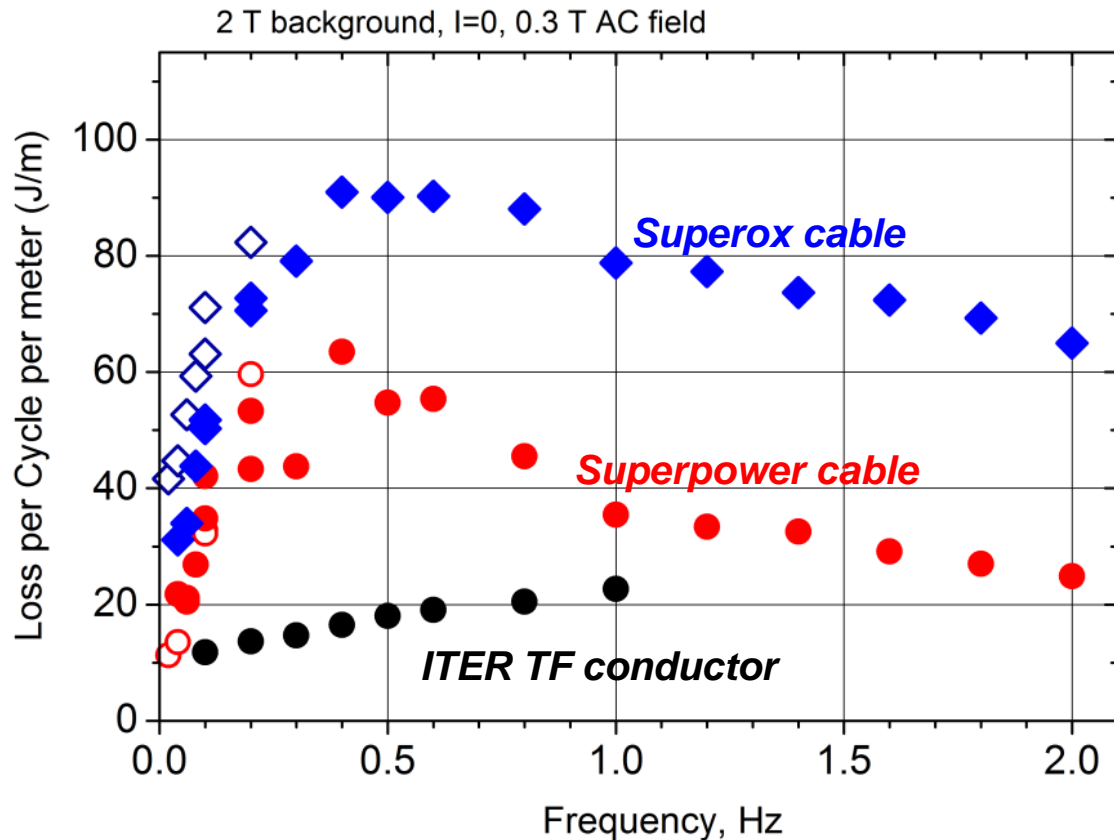 2 T background, I=0, 0.3 T AC field
Loss per Cycle per meter (J/m)
100
80
60
40
20
0
Superox cable
Superpower cable
ITER TF conductor
0.0 0.5 1.0 1.5 2.0
Frequency, Hz